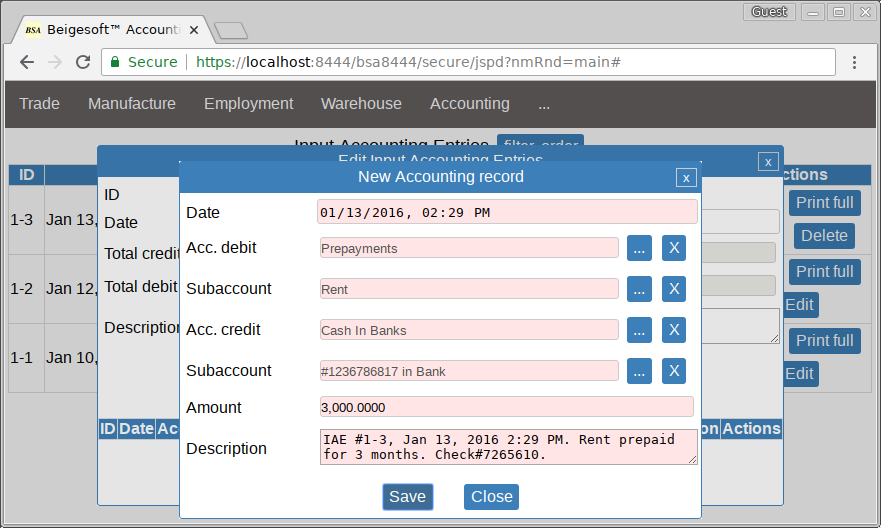 Guest
BSA Beigesoft™ Accounti
Secure https://localhost:8444/bsa8444/secure/jspd?nmRnd=main#
Trade Manufacture Employment Warehouse Accounting ...
Input Accounting Entries filter-order
Edit Input Accounting Entries x
New Accounting record x
ID ctions
ID
Date 01/13/2016, 02:29 PM
Print full
1-3 Jan 13,
Date
Delete
Acc. debit Prepayments ... X
Total credit
Print full
1-2 Jan 12,
Total debit
Subaccount Rent ... X
Edit
Description
Acc. credit Cash In Banks ... X
Print full
1-1 Jan 10,
Subaccount #1236786817 in Bank ... X
Edit
Amount 3,000.0000
ID Date Ac on Actions
Description IAE #1-3, Jan 13, 2016 2:29 PM. Rent prepaid
for 3 months. Check#7265610.
Save Close